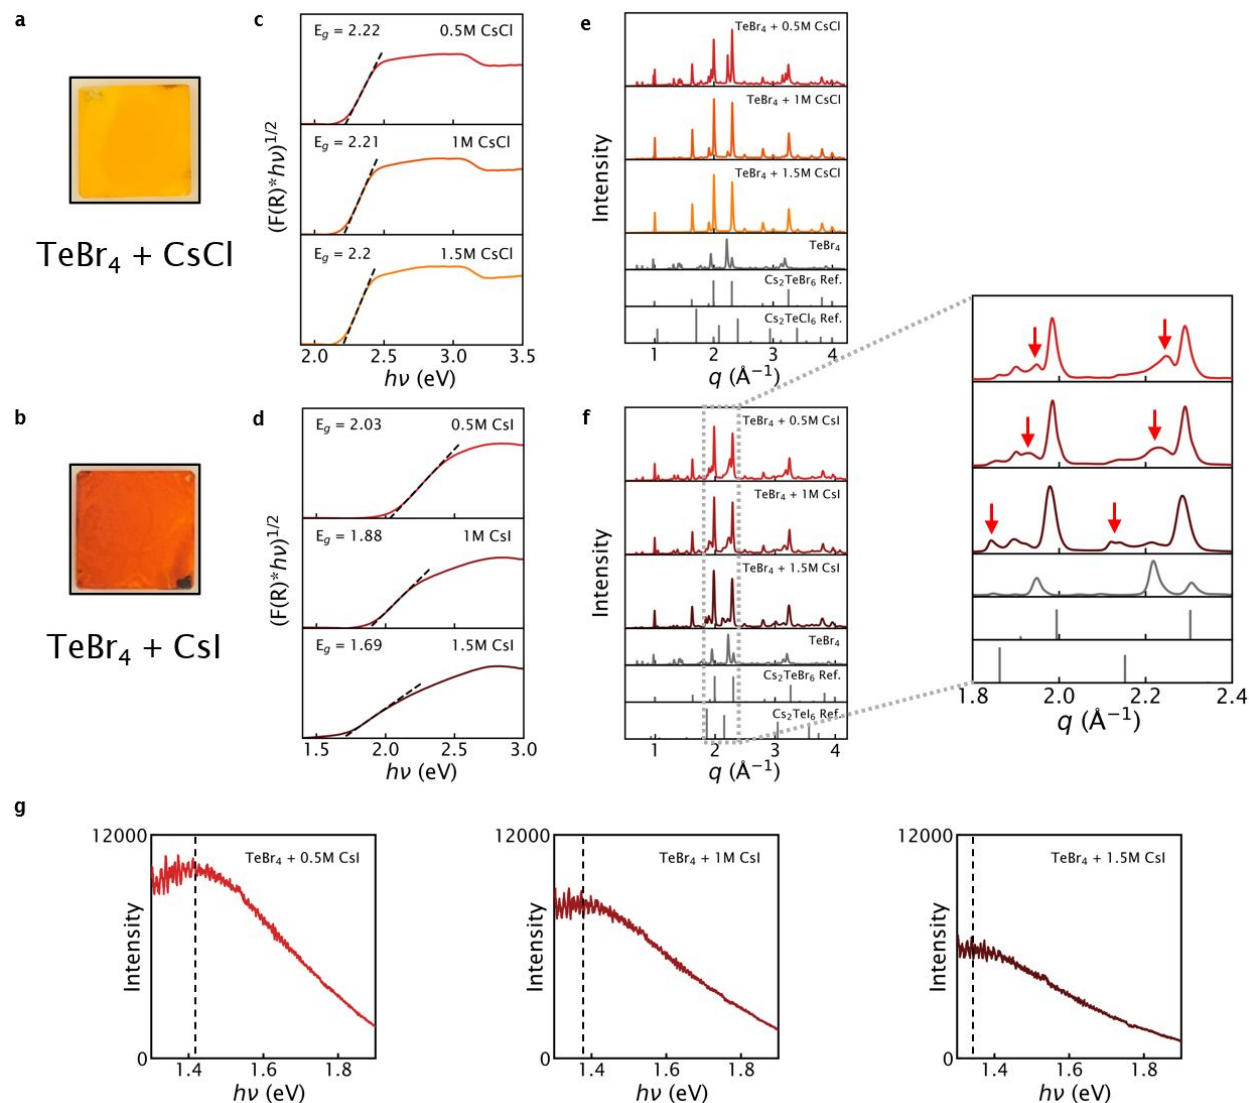 a
TeBr₄ + CsCl
b
TeBr₄ + CsI
c
E_g = 2.22 0.5M CsCl
E_g = 2.21 1M CsCl
E_g = 2.2 1.5M CsCl
(F(R)*hν)^1/2
2.0 2.5 3.0 3.5
hν (eV)
d
E_g = 2.03 0.5M CsI
E_g = 1.88 1M CsI
E_g = 1.69 1.5M CsI
(F(R)*hν)^1/2
1.5 2.0 2.5 3.0
hν (eV)
e
TeBr₄ + 0.5M CsCl
TeBr₄ + 1M CsCl
TeBr₄ + 1.5M CsCl
TeBr₄
Cs₂TeBr₆ Ref.
Cs₂TeCl₆ Ref.
Intensity
1 2 3 4
q (Å⁻¹)
f
TeBr₄ + 0.5M CsI
TeBr₄ + 1M CsI
TeBr₄ + 1.5M CsI
TeBr₄
Cs₂TeBr₆ Ref.
Cs₂TeI₆ Ref.
Intensity
1 2 3 4
q (Å⁻¹)
1.8 2.0 2.2 2.4
q (Å⁻¹)
g
12000
TeBr₄ + 0.5M CsI
Intensity
0
1.4 1.6 1.8
hν (eV)
12000
TeBr₄ + 1M CsI
Intensity
0
1.4 1.6 1.8
hν (eV)
12000
TeBr₄ + 1.5M CsI
Intensity
0
1.4 1.6 1.8
hν (eV)